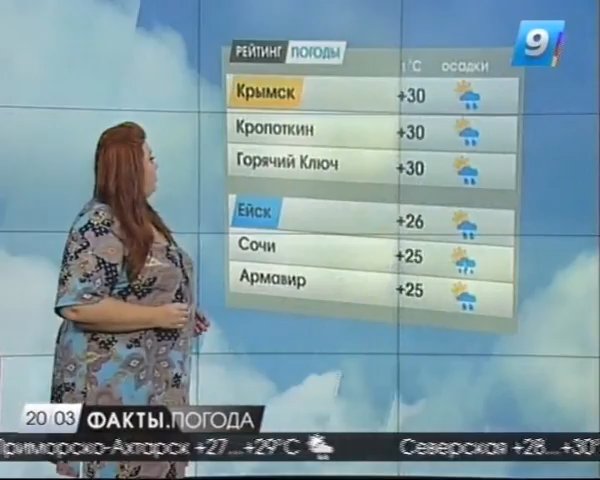 9
РЕЙТИНГ ПОГОДЫ
t °C осадки
Крымск +30
Кропоткин +30
Горячий Ключ +30
Ейск +26
Сочи +25
Армавир +25
20 03 ФАКТЫ.ПОГОДА
Приморско-Ахтарск +27...+29°C Северская +28...+30°